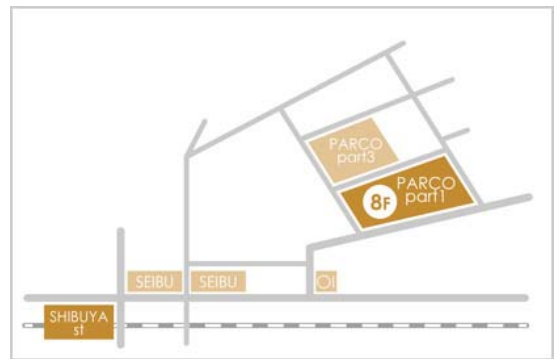 PARCO
part3
PARCO
part1
8F
SEIBU
SEIBU
OI
SHIBUYA
st